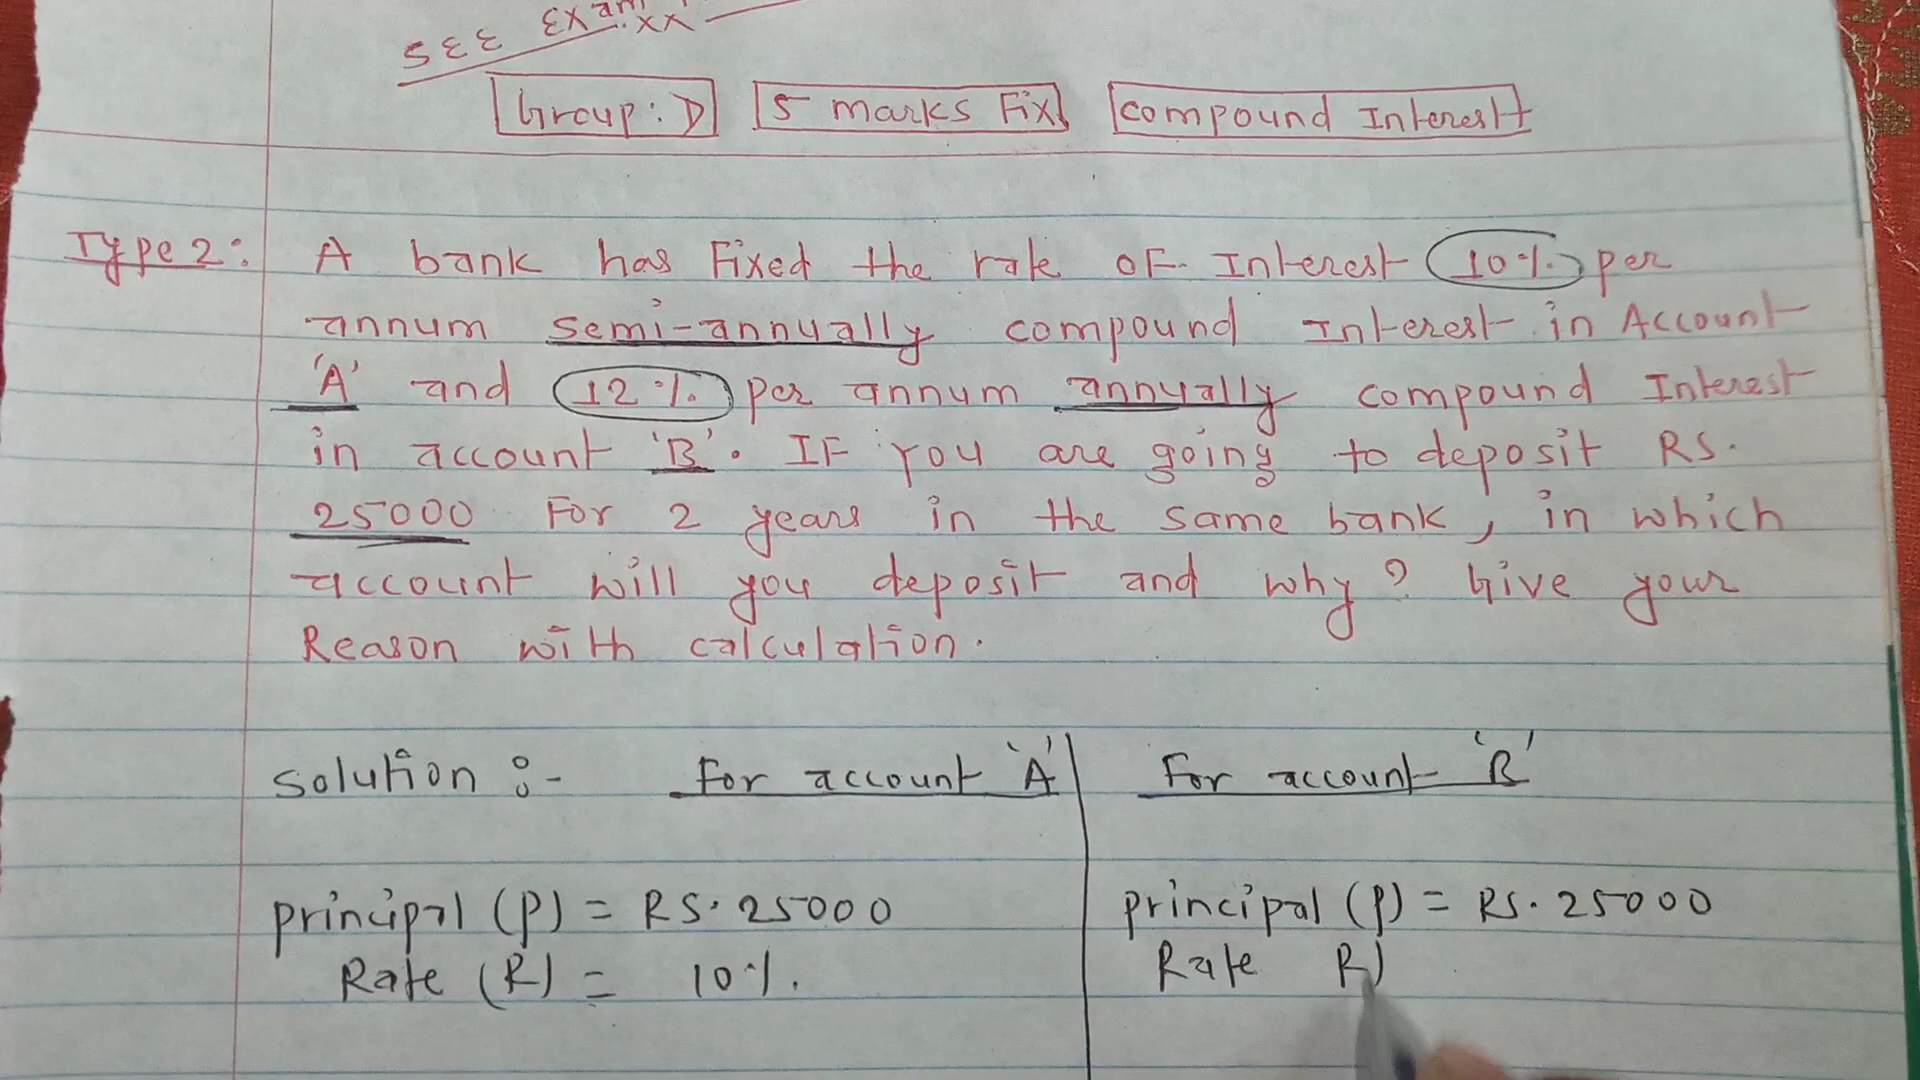 SEE Exam
Group: D 5 marks Fix compound Interest
Type 2: A bank has Fixed the rate of Interest 10% per
annum semi-annually compound Interest in Account
'A' and 12% per annum annually compound Interest
in account 'B'. IF you are going to deposit RS.
25000 For 2 years in the same bank, in which
account will you deposit and why? Give your
Reason with calculation.
Solution :- For account 'A' For account 'B'
principal (P) = RS. 25000 principal (P) = RS. 25000
Rate (R) = 10%. Rate R)